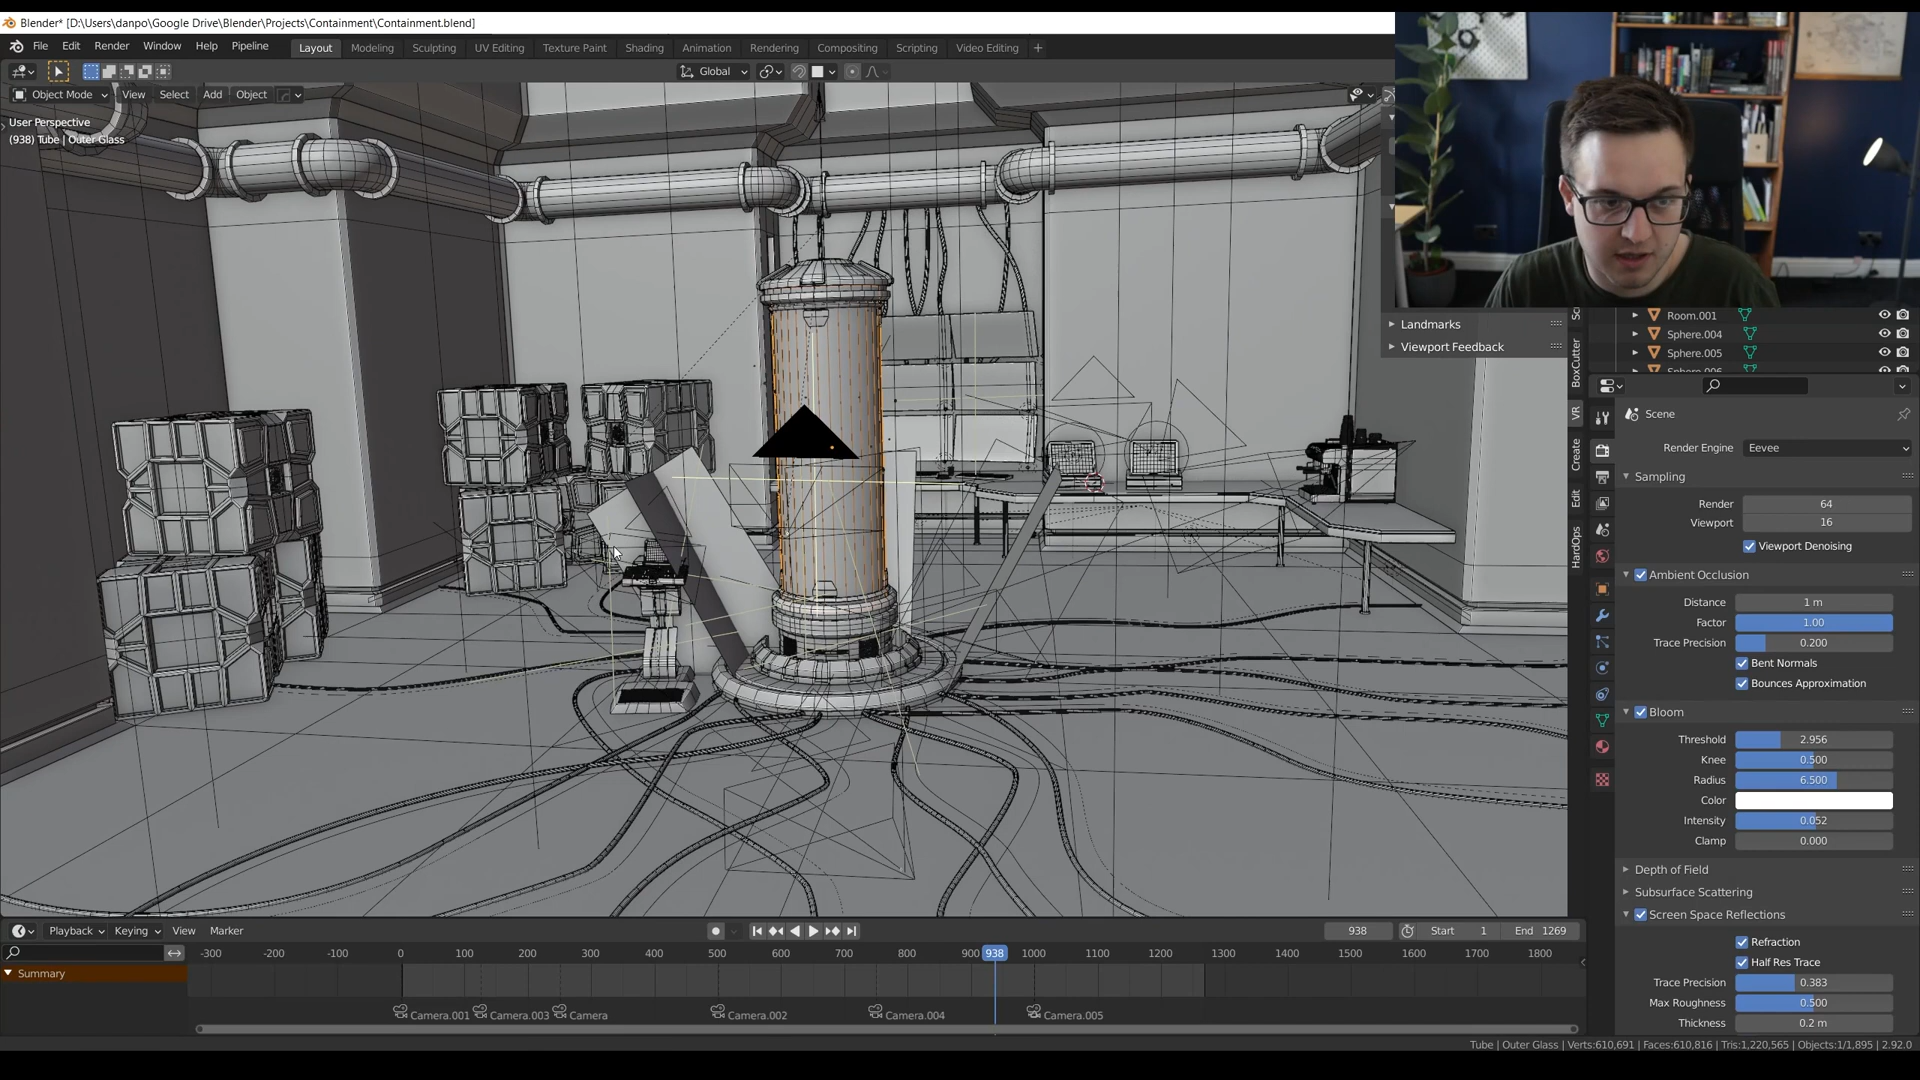 Blender* [D:\Users\danpo\Google Drive\Blender\Projects\Containment\Containment.blend]
File Edit Render Window Help Pipeline Layout Modeling Sculpting UV Editing Texture Paint Shading Animation Rendering Compositing Scripting Video Editing +
Global
Object Mode View Select Add Object
User Perspective
(938) Tube | Outer Glass
Landmarks
Viewport Feedback
BoxCutter
VR
Create
Edit
HardOps
Room.001
Sphere.004
Sphere.005
Scene
Render Engine Eevee
Sampling
Render 64
Viewport 16
Viewport Denoising
Ambient Occlusion
Distance 1 m
Factor 1.00
Trace Precision 0.200
Bent Normals
Bounces Approximation
Bloom
Threshold 2.956
Knee 0.500
Radius 6.500
Color
Intensity 0.052
Clamp 0.000
Depth of Field
Subsurface Scattering
Screen Space Reflections
Refraction
Half Res Trace
Trace Precision 0.383
Max Roughness 0.500
Thickness 0.2 m
Playback Keying View Marker 938 Start 1 End 1269
-300 -200 -100 0 100 200 300 400 500 600 700 800 900 938 1000 1100 1200 1300 1400 1500 1600 1700 1800
Summary
Camera.001 Camera.003 Camera Camera.002 Camera.004 Camera.005
Tube | Outer Glass | Verts:610,691 | Faces:610,816 | Tris:1,220,565 | Objects:1/1,895 | 2.92.0